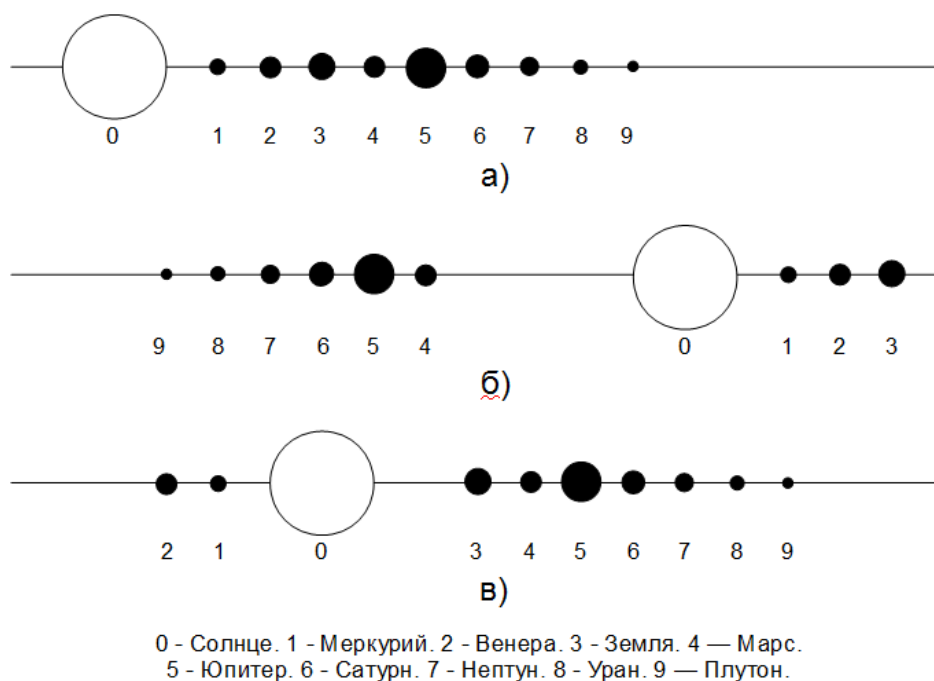 0 1 2 3 4 5 6 7 8 9
а)
9 8 7 6 5 4 0 1 2 3
б)
2 1 0 3 4 5 6 7 8 9
в)
0 - Солнце. 1 - Меркурий. 2 - Венера. 3 - Земля. 4 — Марс.
5 - Юпитер. 6 - Сатурн. 7 - Нептун. 8 - Уран. 9 — Плутон.